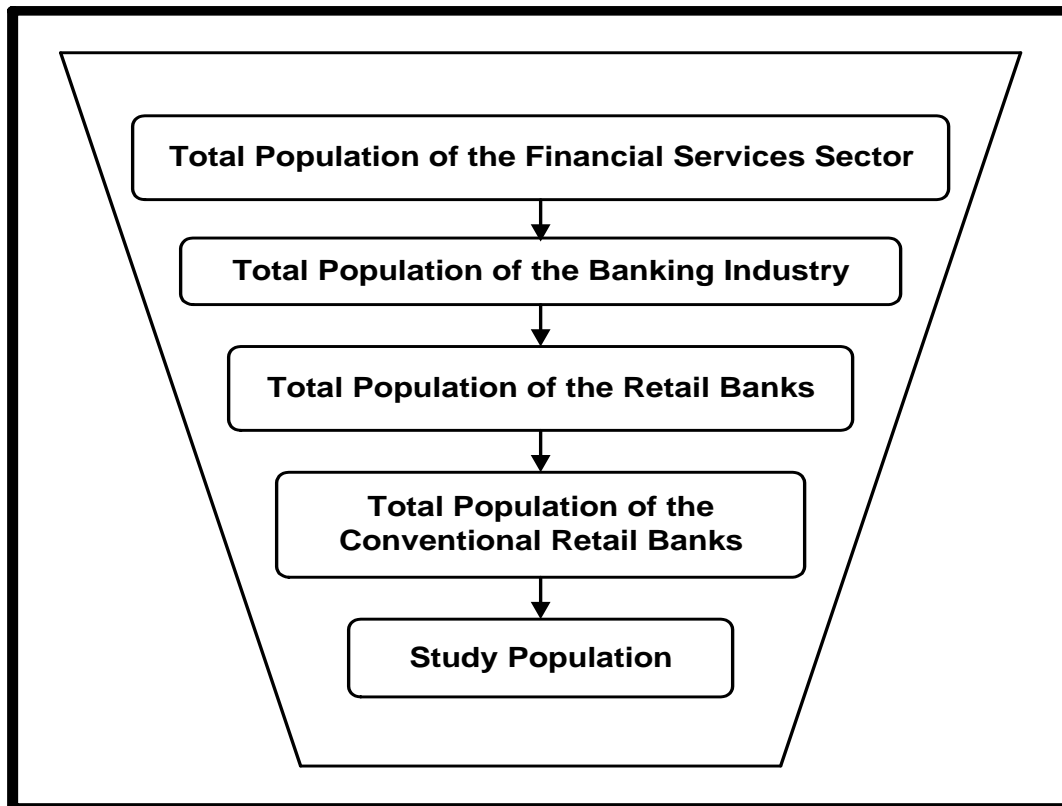 Total Population of the Financial Services Sector
Total Population of the Banking Industry
Total Population of the Retail Banks
Total Population of the
Conventional Retail Banks
Study Population